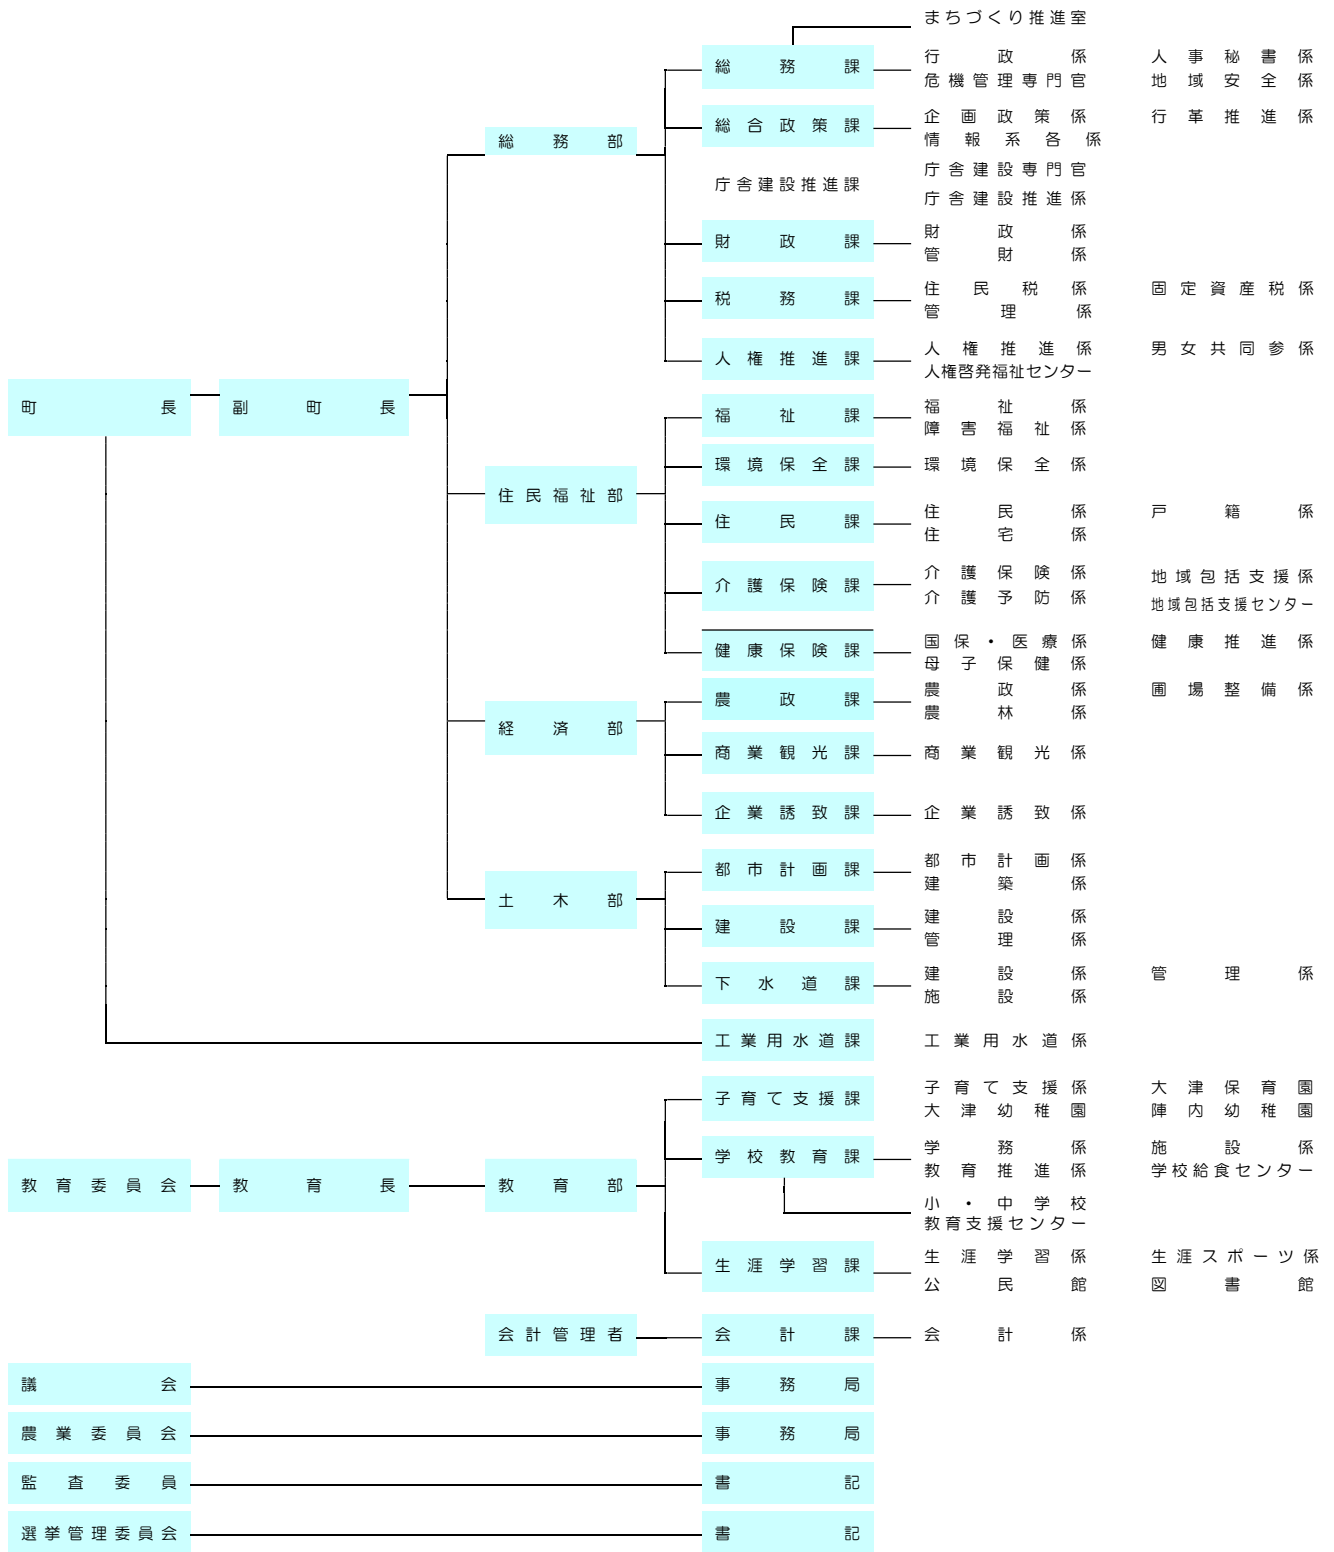 まちづくり推進室
総務課 行政係 人事秘書係
危機管理専門官 地域安全係
総合政策課 企画政策係 行革推進係
総務部 情報系各係
庁舎建設推進課 庁舎建設専門官
庁舎建設推進係
財政課 財政係
管財係
税務課 住民税係 固定資産税係
管理係
人権推進課 人権推進係 男女共同参係
人権啓発福祉センター
町長 副町長
福祉課 福祉係
障害福祉係
環境保全課 環境保全係
住民福祉部
住民課 住民係 戸籍係
住宅係
介護保険課 介護保険係 地域包括支援係
介護予防係 地域包括支援センター
健康保険課 国保・医療係 健康推進係
母子保健係
農政課 農政係 圃場整備係
農林係
経済部
商業観光課 商業観光係
企業誘致課 企業誘致係
都市計画課 都市計画係
建築係
土木部
建設課 建設係
管理係
下水道課 建設係 管理係
施設係
工業用水道課 工業用水道係
子育て支援課 子育て支援係 大津保育園
大津幼稚園 陣内幼稚園
学校教育課 学務係 施設係
教育推進係 学校給食センター
教育委員会 教育長 教育部
小・中学校
教育支援センター
生涯学習課 生涯学習係 生涯スポーツ係
公民館 図書館
会計管理者 会計課 会計係
議会 事務局
農業委員会 事務局
監査委員 書記
選挙管理委員会 書記